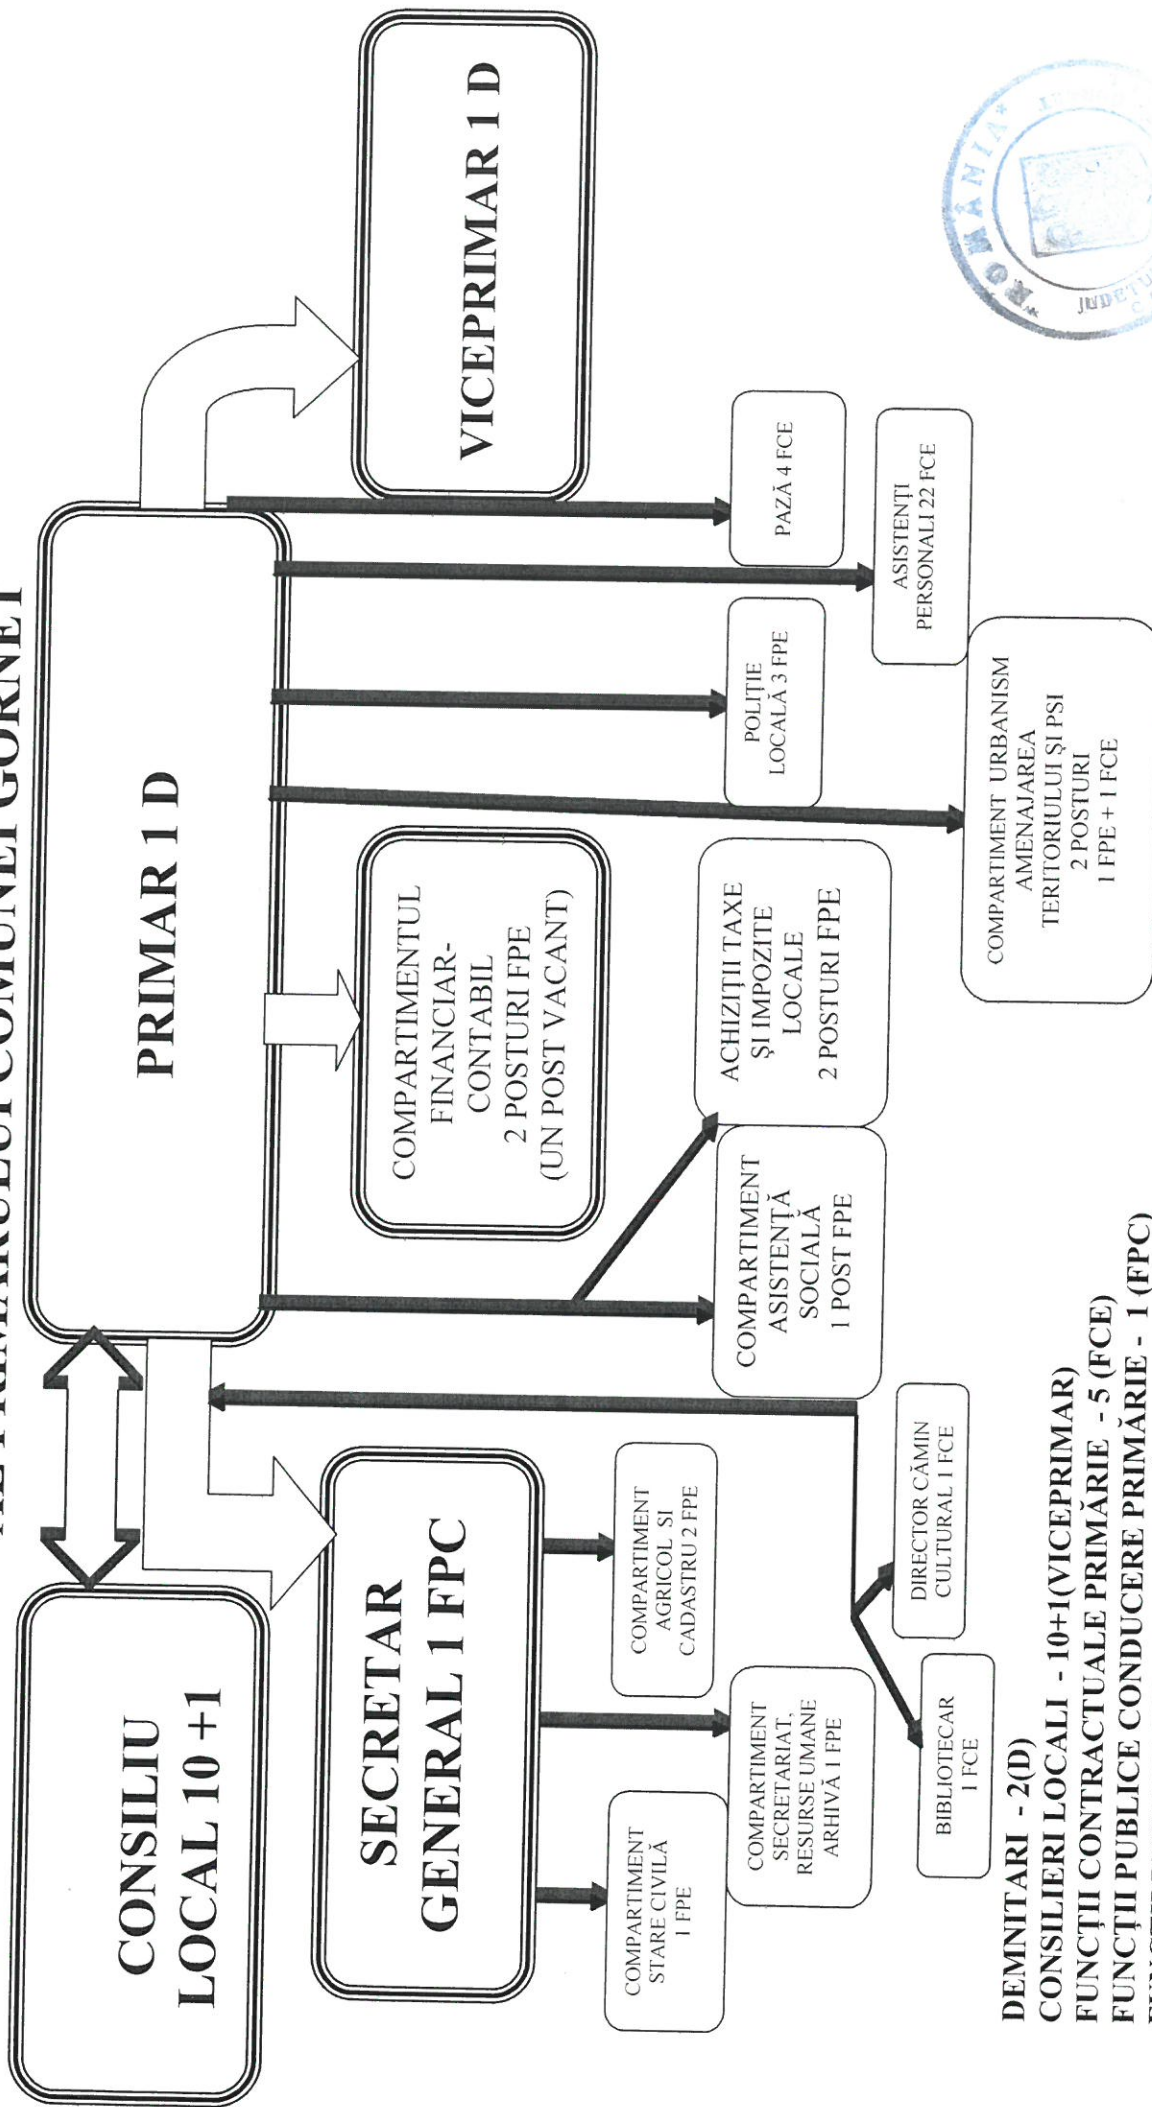 AL PRIMARULUI COMUNEI GORNET
CONSILIU
LOCAL 10 +1
PRIMAR 1 D
VICEPRIMAR 1 D
SECRETAR
GENERAL 1 FPC
COMPARTIMENTUL
FINANCIAR-
CONTABIL
2 POSTURI FPE
(UN POST VACANT)
COMPARTIMENT
STARE CIVILĂ
1 FPE
COMPARTIMENT
SECRETARIAT,
RESURSE UMANE
ARHIVĂ 1 FPE
COMPARTIMENT
AGRICOL SI
CADASTRU 2 FPE
COMPARTIMENT
ASISTENȚĂ
SOCIALĂ
1 POST FPE
ACHIZIȚII TAXE
ȘI IMPOZITE
LOCALE
2 POSTURI FPE
POLIȚIE
LOCALĂ 3 FPE
PAZĂ 4 FCE
ASISTENȚI
PERSONALI 22 FCE
COMPARTIMENT URBANISM
AMENAJAREA
TERITORIULUI ȘI PSI
2 POSTURI
1 FPE + 1 FCE
BIBLIOTECAR
1 FCE
DIRECTOR CĂMIN
CULTURAL 1 FCE
DEMNITARI - 2(D)
CONSILIERI LOCALI - 10+1(VICEPRIMAR)
FUNCȚII CONTRACTUALE PRIMĂRIE - 5 (FCE)
FUNCȚII PUBLICE CONDUCERE PRIMĂRIE - 1 (FPC)
*ROMÂNIA*